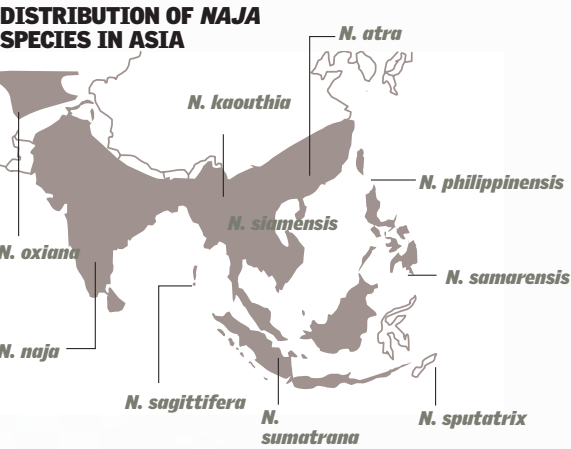 DISTRIBUTION OF NAJA
SPECIES IN ASIA
N. atra
N. kaouthia
N. philippinensis
N. siamensis
N. oxiana
N. samarensis
N. naja
N. sagittifera
N.
sumatrana
N. sputatrix